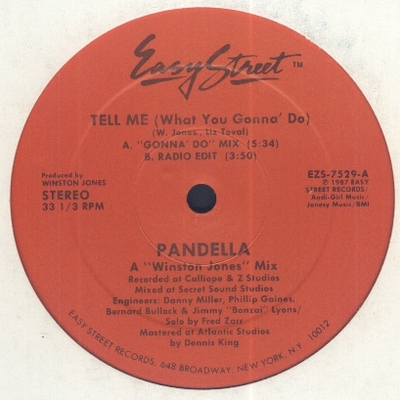 Easy Street ™
TELL ME (What You Gonna' Do)
(W. Jones, Liz Toval)
A. "GONNA' DO" MIX (5:34)
B. RADIO EDIT (3:50)
Produced by
WINSTON JONES
STEREO
33 1/3 RPM
EZS-7529-A
℗ 1987 EASY
STREET RECORDS/
Andi-Girl Music/
Jonesy Music/BMI
PANDELLA
A "Winston Jones" Mix
Recorded at Calliope & Z Studios
Mixed at Secret Sound Studios
Engineers: Danny Miller, Phillip Gaines,
Bernard Bullock & Jimmy "Bonzai" Lyons/
Solo by Fred Zarr
Mastered at Atlantic Studios
by Dennis King
EASY STREET RECORDS, 648 BROADWAY, NEW YORK, N.Y. 10012